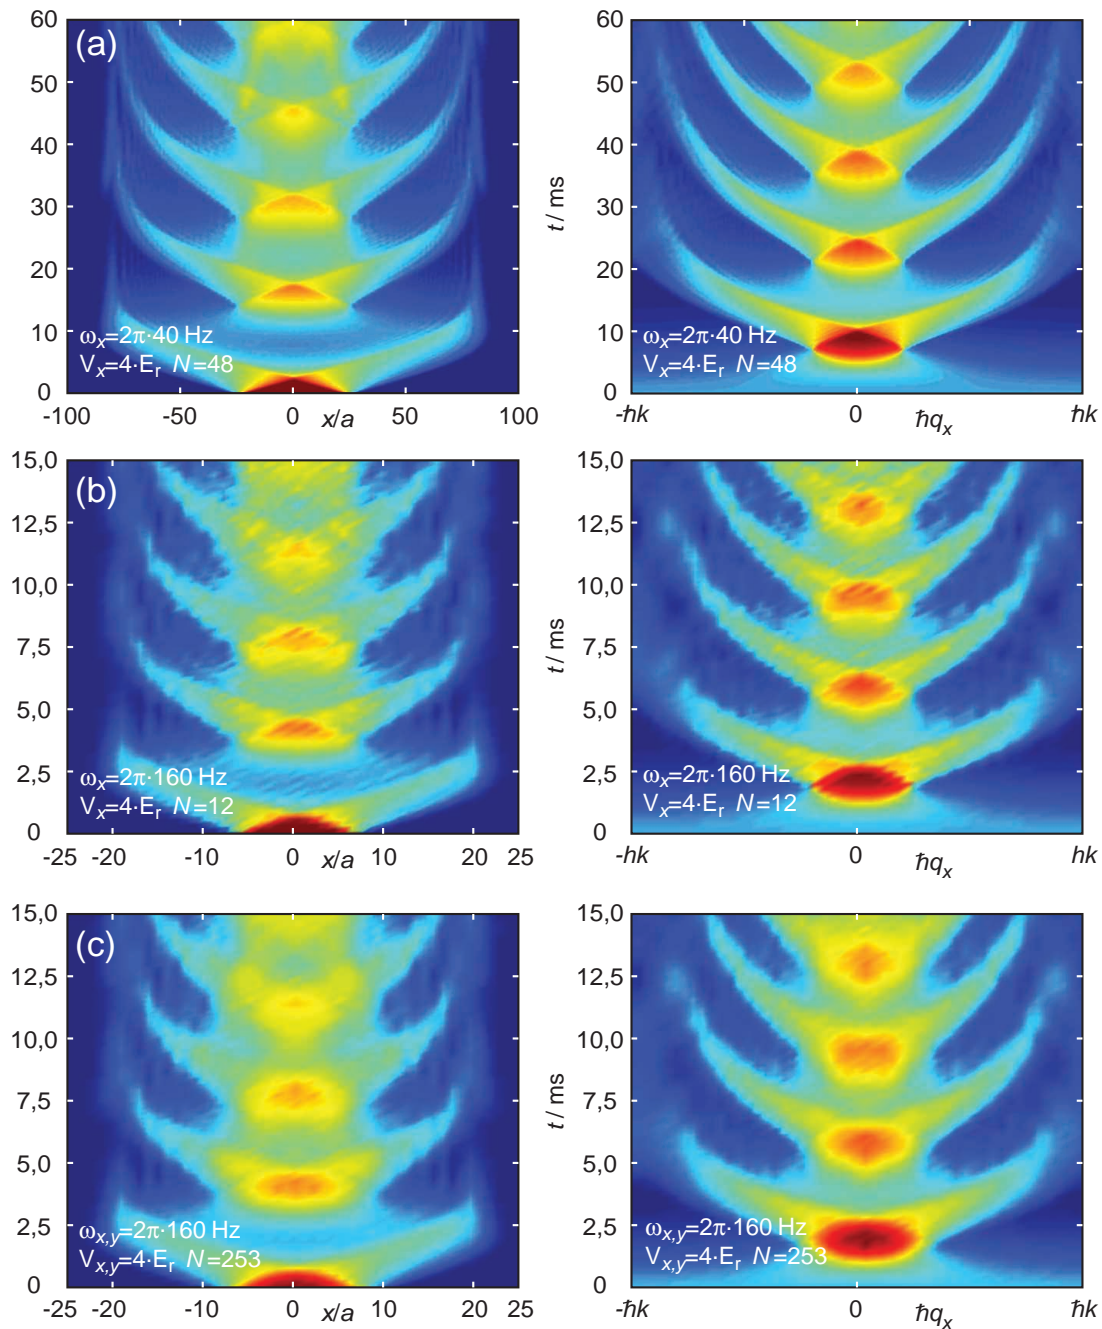 (a)
60
50
40
30
20
10
0
ωx=2π·40 Hz
Vx=4·Er N=48
-100
-50
0
x/a
50
100
t / ms
60
50
40
30
20
10
0
ωx=2π·40 Hz
Vx=4·Er N=48
-ħk
0
ħqx
ħk
(b)
15,0
12,5
10,0
7,5
5,0
2,5
0
ωx=2π·160 Hz
Vx=4·Er N=12
-25
-20
-10
0
x/a
10
20
25
t / ms
15,0
12,5
10,0
7,5
5,0
2,5
0
ωx=2π·160 Hz
Vx=4·Er N=12
-ħk
0
ħqx
ħk
(c)
15,0
12,5
10,0
7,5
5,0
2,5
0
ωx,y=2π·160 Hz
Vx,y=4·Er N=253
-25
-20
-10
0
x/a
10
20
25
t / ms
15,0
12,5
10,0
7,5
5,0
2,5
0
ωx,y=2π·160 Hz
Vx,y=4·Er N=253
-ħk
0
ħqx
ħk